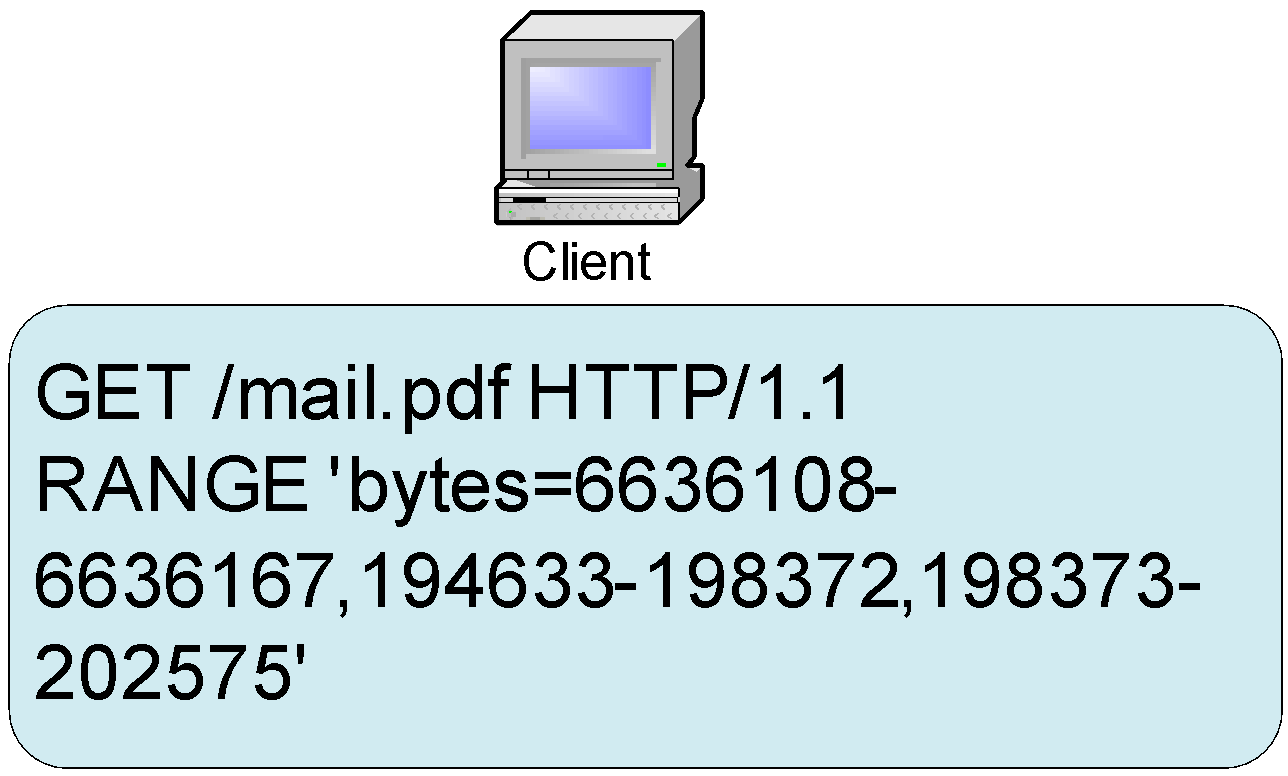 Client
GET /mail.pdf HTTP/1.1
RANGE 'bytes=6636108-
6636167,194633-198372,198373-
202575'